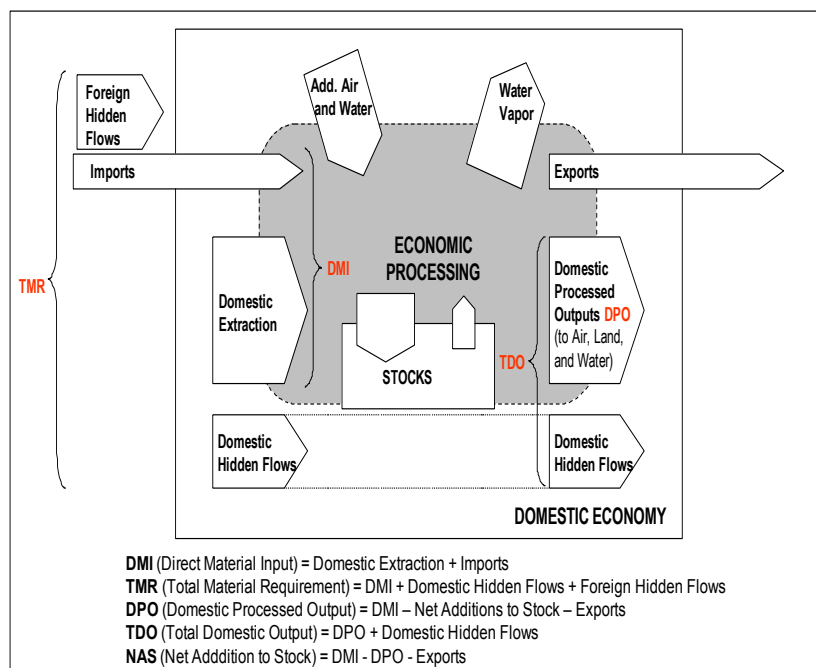 Foreign
Hidden
Flows
Add. Air
and Water
Water
Vapor
Imports
Exports
ECONOMIC
PROCESSING
TMR
DMI
Domestic
Extraction
Domestic
Processed
Outputs DPO
(to Air, Land,
and Water)
TDO
STOCKS
Domestic
Hidden Flows
Domestic
Hidden Flows
DOMESTIC ECONOMY
DMI (Direct Material Input) = Domestic Extraction + Imports
TMR (Total Material Requirement) = DMI + Domestic Hidden Flows + Foreign Hidden Flows
DPO (Domestic Processed Output) = DMI – Net Additions to Stock – Exports
TDO (Total Domestic Output) = DPO + Domestic Hidden Flows
NAS (Net Adddition to Stock) = DMI - DPO - Exports